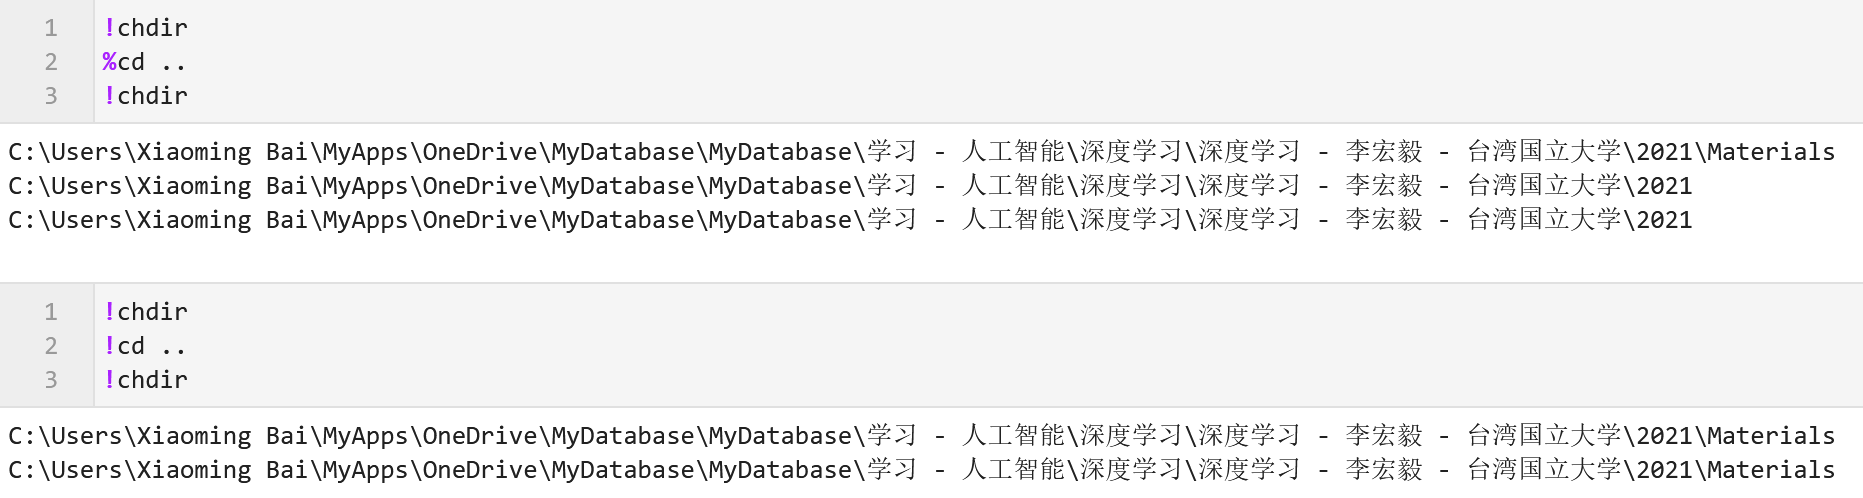 1 !chdir
2 %cd ..
3 !chdir
C:\Users\Xiaoming Bai\MyApps\OneDrive\MyDatabase\MyDatabase\学习 - 人工智能\深度学习\深度学习 - 李宏毅 - 台湾国立大学\2021\Materials
C:\Users\Xiaoming Bai\MyApps\OneDrive\MyDatabase\MyDatabase\学习 - 人工智能\深度学习\深度学习 - 李宏毅 - 台湾国立大学\2021
C:\Users\Xiaoming Bai\MyApps\OneDrive\MyDatabase\MyDatabase\学习 - 人工智能\深度学习\深度学习 - 李宏毅 - 台湾国立大学\2021
1 !chdir
2 !cd ..
3 !chdir
C:\Users\Xiaoming Bai\MyApps\OneDrive\MyDatabase\MyDatabase\学习 - 人工智能\深度学习\深度学习 - 李宏毅 - 台湾国立大学\2021\Materials
C:\Users\Xiaoming Bai\MyApps\OneDrive\MyDatabase\MyDatabase\学习 - 人工智能\深度学习\深度学习 - 李宏毅 - 台湾国立大学\2021\Materials